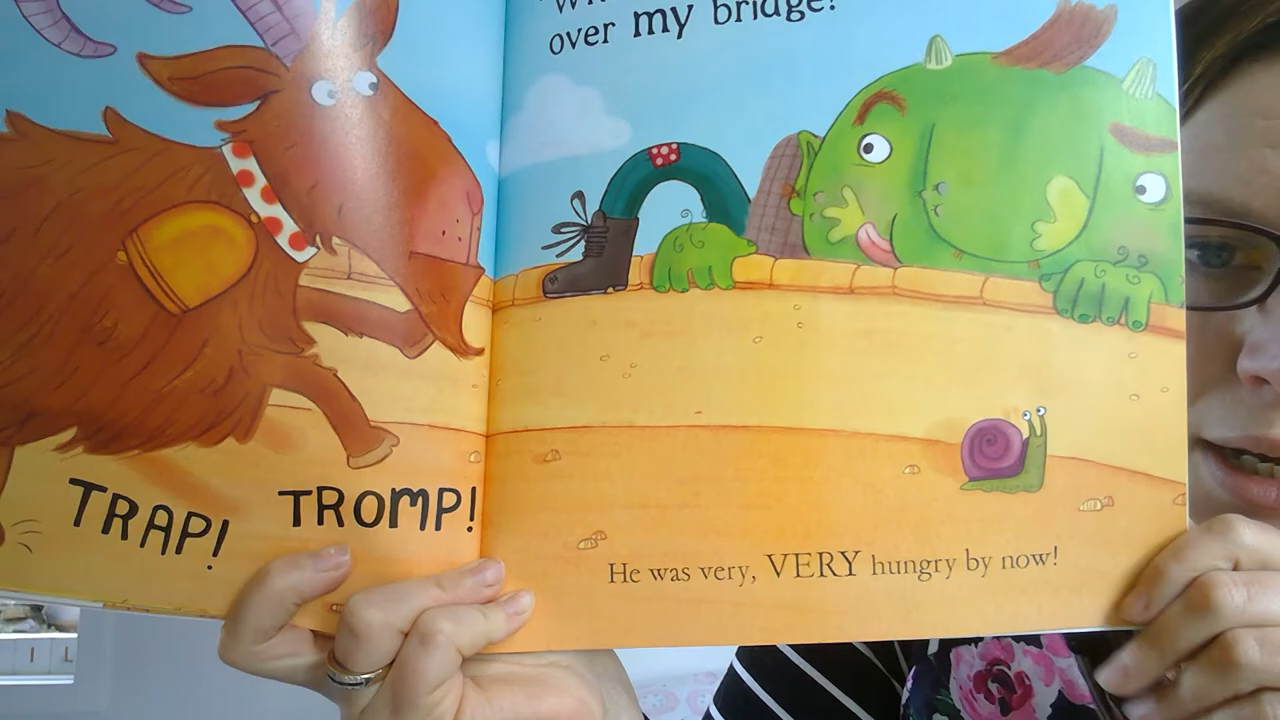 over my bridge!
TRAP!
TROMP!
He was very, VERY hungry by now!
I L